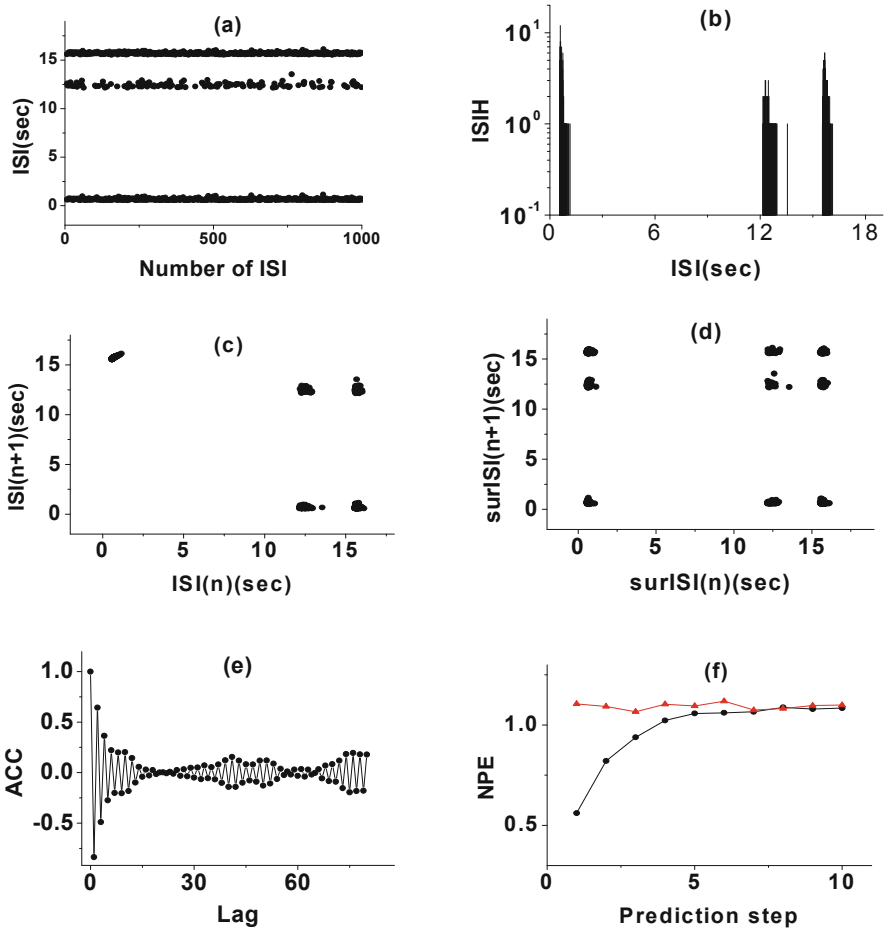 (a)
ISI(sec)
15
10
5
0
0
500
1000
Number of ISI
(b)
ISIH
10^1
10^0
10^-1
0
6
12
18
ISI(sec)
(c)
ISI(n+1)(sec)
15
10
5
0
0
5
10
15
ISI(n)(sec)
(d)
surISI(n+1)(sec)
15
10
5
0
0
5
10
15
surISI(n)(sec)
(e)
ACC
1.0
0.5
0.0
-0.5
0
30
60
Lag
(f)
NPE
1.0
0.5
0
5
10
Prediction step